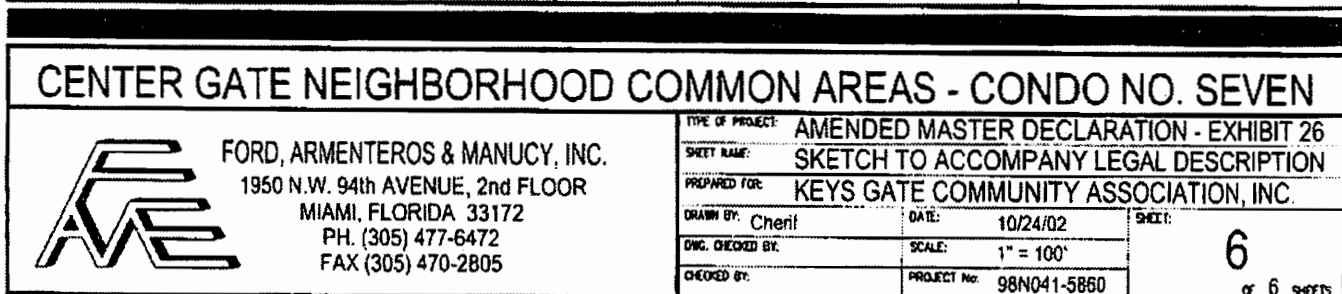 CENTER GATE NEIGHBORHOOD COMMON AREAS - CONDO NO. SEVEN
FORD, ARMENTEROS & MANUCY, INC.
1950 N.W. 94th AVENUE, 2nd FLOOR
MIAMI, FLORIDA 33172
PH. (305) 477-6472
FAX (305) 470-2805
TYPE OF PROJECT: AMENDED MASTER DECLARATION - EXHIBIT 26
SHEET NAME: SKETCH TO ACCOMPANY LEGAL DESCRIPTION
PREPARED FOR: KEYS GATE COMMUNITY ASSOCIATION, INC.
DRAWN BY: Cherif DATE: 10/24/02 SHEET:
DWG. CHECKED BY: SCALE: 1" = 100' 6
CHECKED BY: PROJECT No: 98N041-5860 OF 6 SHEETS